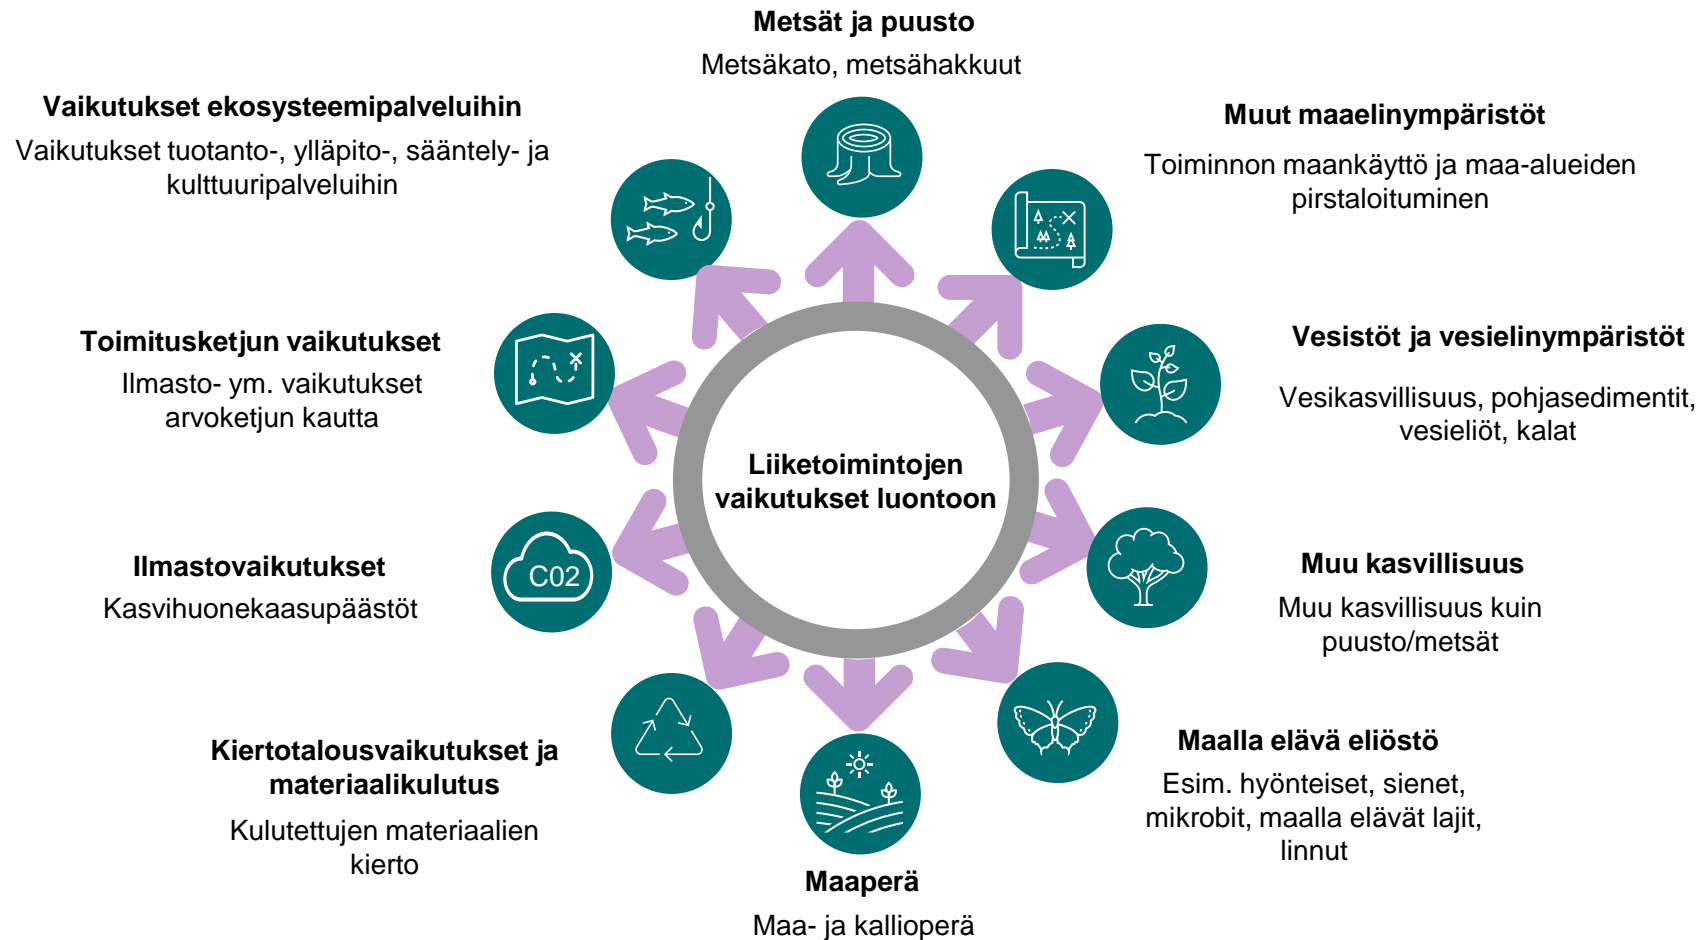 Metsät ja puusto
Metsäkato, metsähakkuut
Muut maaelinympäristöt
Toiminnon maankäyttö ja maa-alueiden
pirstaloituminen
Vesistöt ja vesielinympäristöt
Vesikasvillisuus, pohjasedimentit,
vesieliöt, kalat
Muu kasvillisuus
Muu kasvillisuus kuin
puusto/metsät
Maalla elävä eliöstö
Esim. hyönteiset, sienet,
mikrobit, maalla elävät lajit,
linnut
Maaperä
Maa- ja kallioperä
Kiertotalousvaikutukset ja
materiaalikulutus
Kulutettujen materiaalien
kierto
Ilmastovaikutukset
Kasvihuonekaasupäästöt
C02
Toimitusketjun vaikutukset
Ilmasto- ym. vaikutukset
arvoketjun kautta
Vaikutukset ekosysteemipalveluihin
Vaikutukset tuotanto-, ylläpito-, sääntely- ja
kulttuuripalveluihin
Liiketoimintojen
vaikutukset luontoon